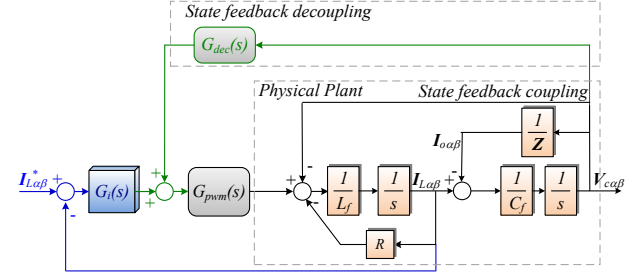 State feedback decoupling
G_dec(s)
Physical Plant
State feedback coupling
1/Z
I_oαβ
I*_Lαβ
+
-
G_i(s)
+
+
G_pwm(s)
+
-
-
1/L_f
1/s
I_Lαβ
-
+
1/C_f
1/s
V_cαβ
R